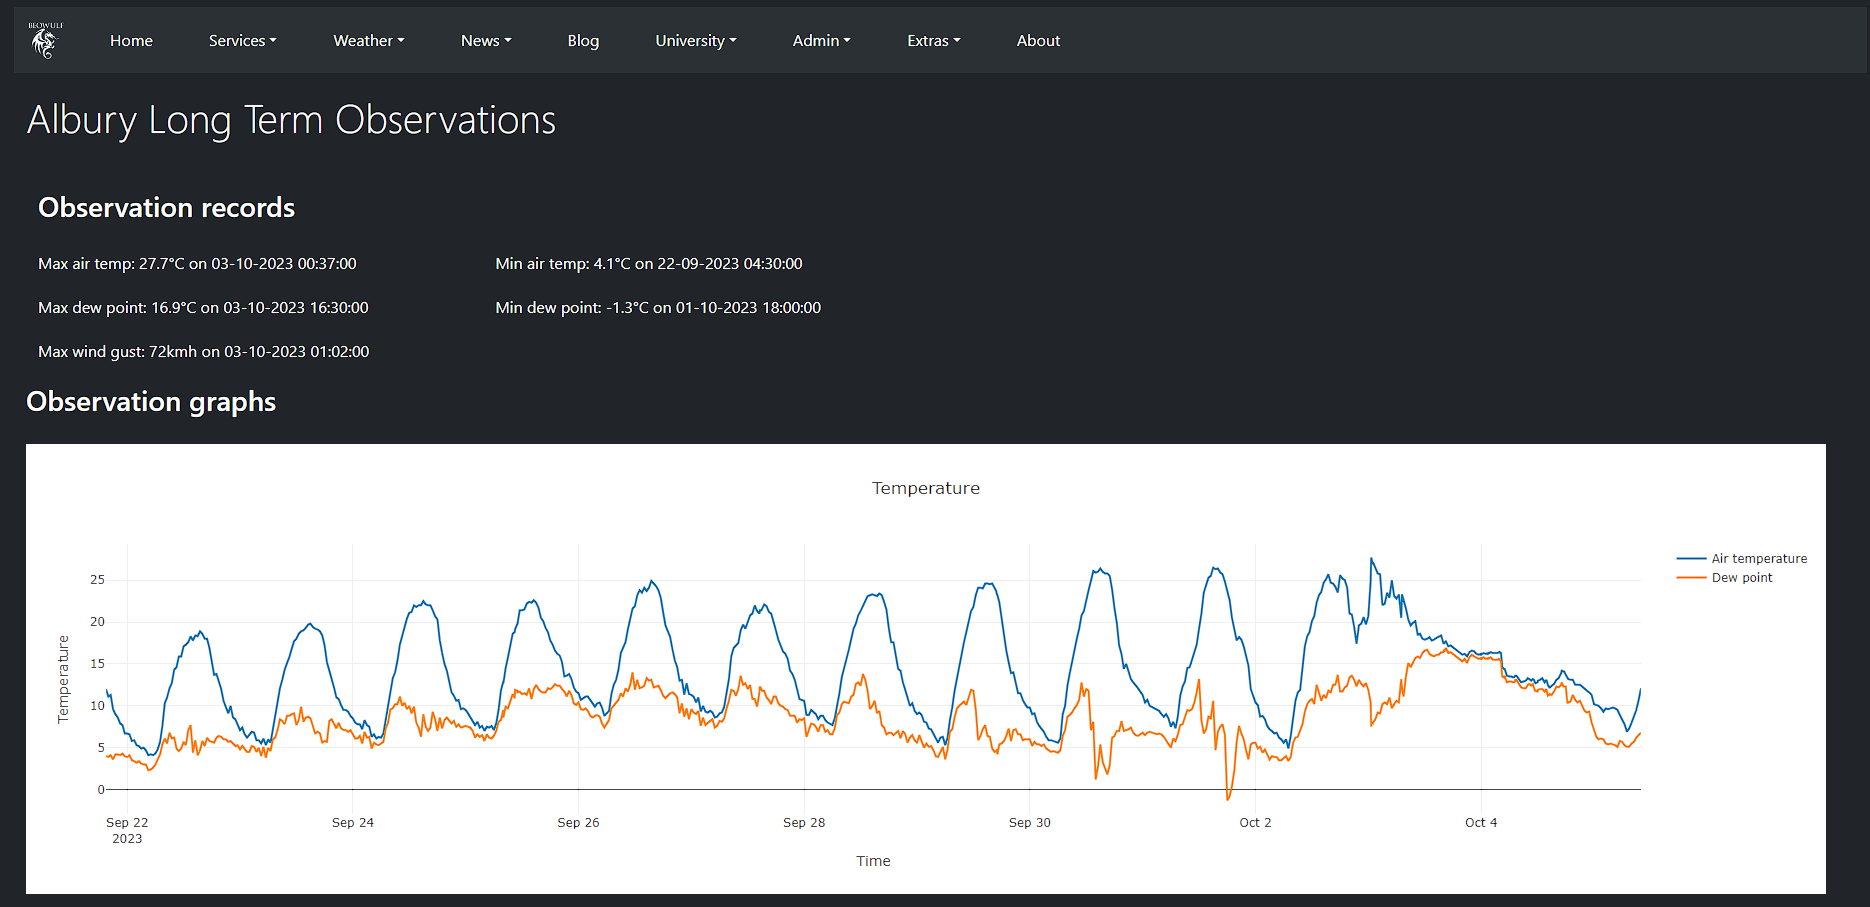 BEOWULF
Home Services Weather News Blog University Admin Extras About
Albury Long Term Observations
Observation records
Max air temp: 27.7°C on 03-10-2023 00:37:00 Min air temp: 4.1°C on 22-09-2023 04:30:00
Max dew point: 16.9°C on 03-10-2023 16:30:00 Min dew point: -1.3°C on 01-10-2023 18:00:00
Max wind gust: 72kmh on 03-10-2023 01:02:00
Observation graphs
Temperature
Air temperature
Dew point
25
20
15
10
5
0
Temperature
Sep 22 Sep 24 Sep 26 Sep 28 Sep 30 Oct 2 Oct 4
2023
Time